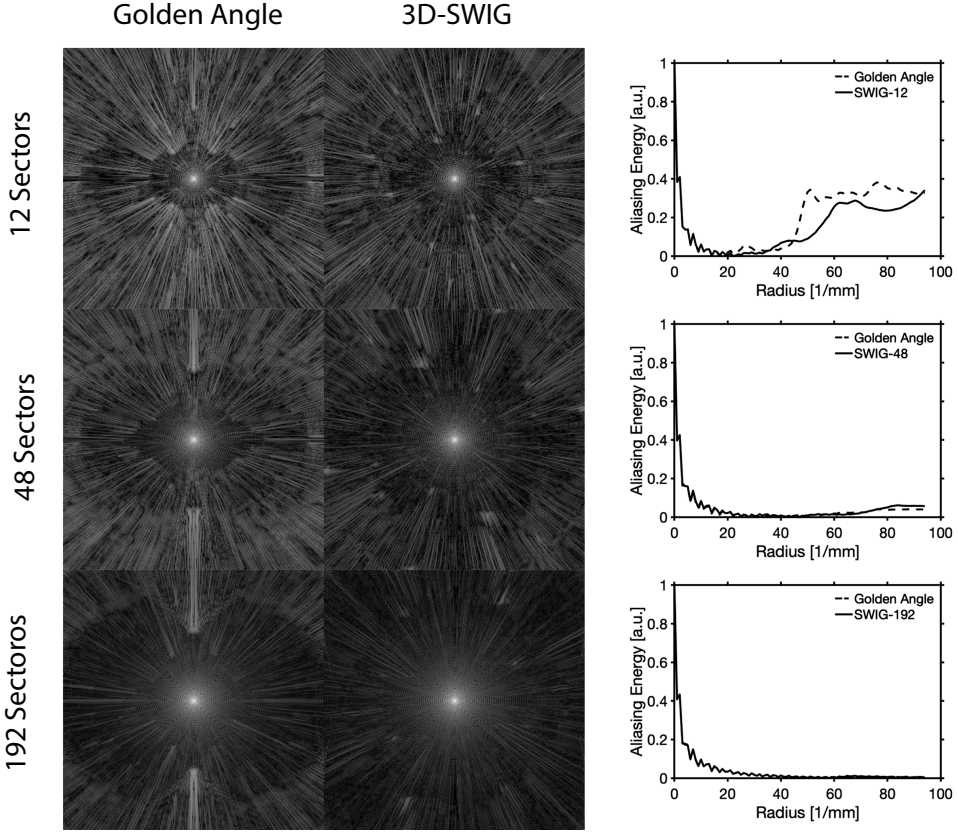 Golden Angle
3D-SWIG
12 Sectors
1
0.8
0.6
0.4
0.2
0
Aliasing Energy [a.u.]
Golden Angle
SWIG-12
0
20
40
60
80
100
Radius [1/mm]
48 Sectors
1
0.8
0.6
0.4
0.2
0
Aliasing Energy [a.u.]
Golden Angle
SWIG-48
0
20
40
60
80
100
Radius [1/mm]
192 Sectoros
1
0.8
0.6
0.4
0.2
0
Aliasing Energy [a.u.]
Golden Angle
SWIG-192
0
20
40
60
80
100
Radius [1/mm]